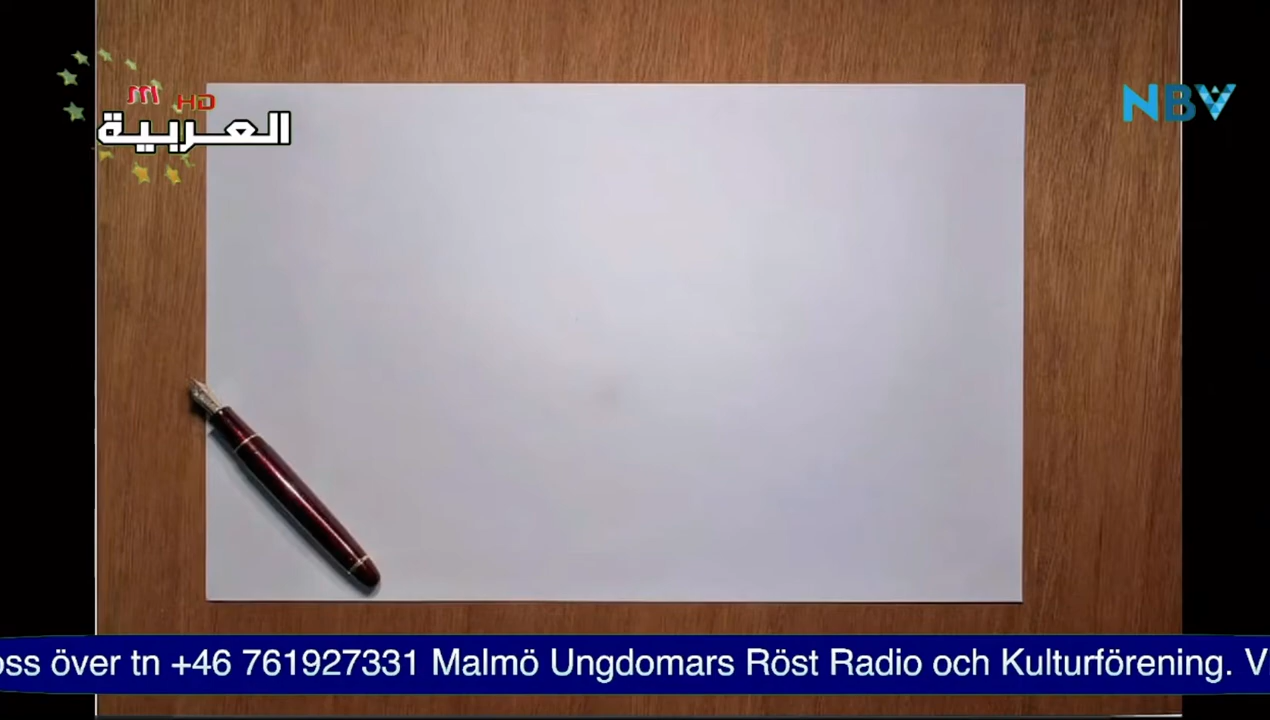 HD
العربية
NBV
oss över tn +46 761927331 Malmö Ungdomars Röst Radio och Kulturförening. V